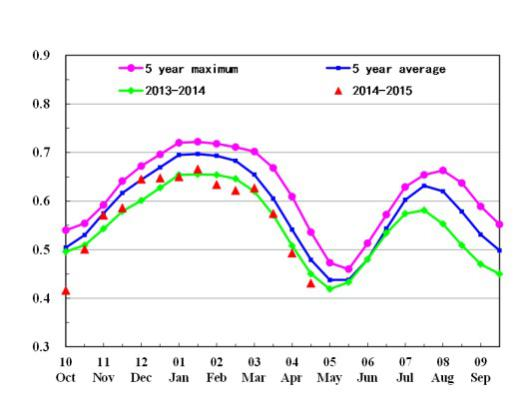 0.9
5 year maximum 5 year average
0.8
2013-2014 2014-2015
0.7
0.6
0.5
0.4
0.3
10 11 12 01 02 03 04 05 06 07 08 09
Oct Nov Dec Jan Feb Mar Apr May Jun Jul Aug Sep